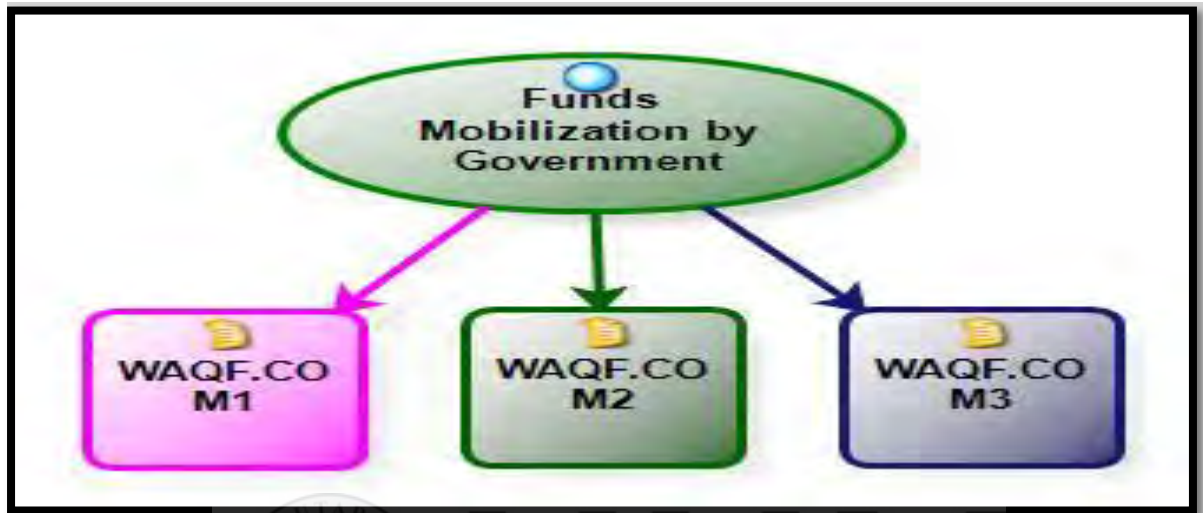 Funds
Mobilization by
Government
WAQF.CO
M1
WAQF.CO
M2
WAQF.CO
M3